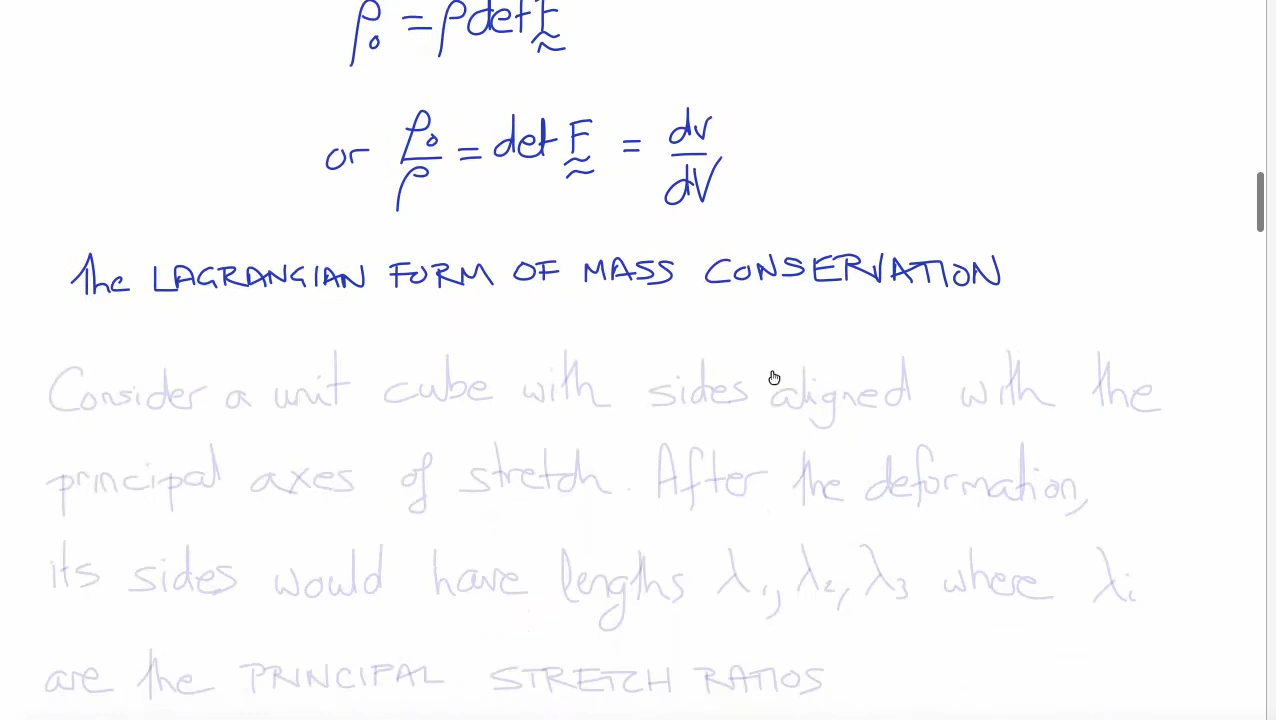 ρ₀ = ρdet F
or ρ₀/ρ = det F = dv/dV
the LAGRANGIAN FORM OF MASS CONSERVATION
Consider a unit cube with sides aligned with the
principal axes of stretch. After the deformation,
its sides would have lengths λ₁, λ₂, λ₃ where λᵢ
are the PRINCIPAL STRETCH RATIOS